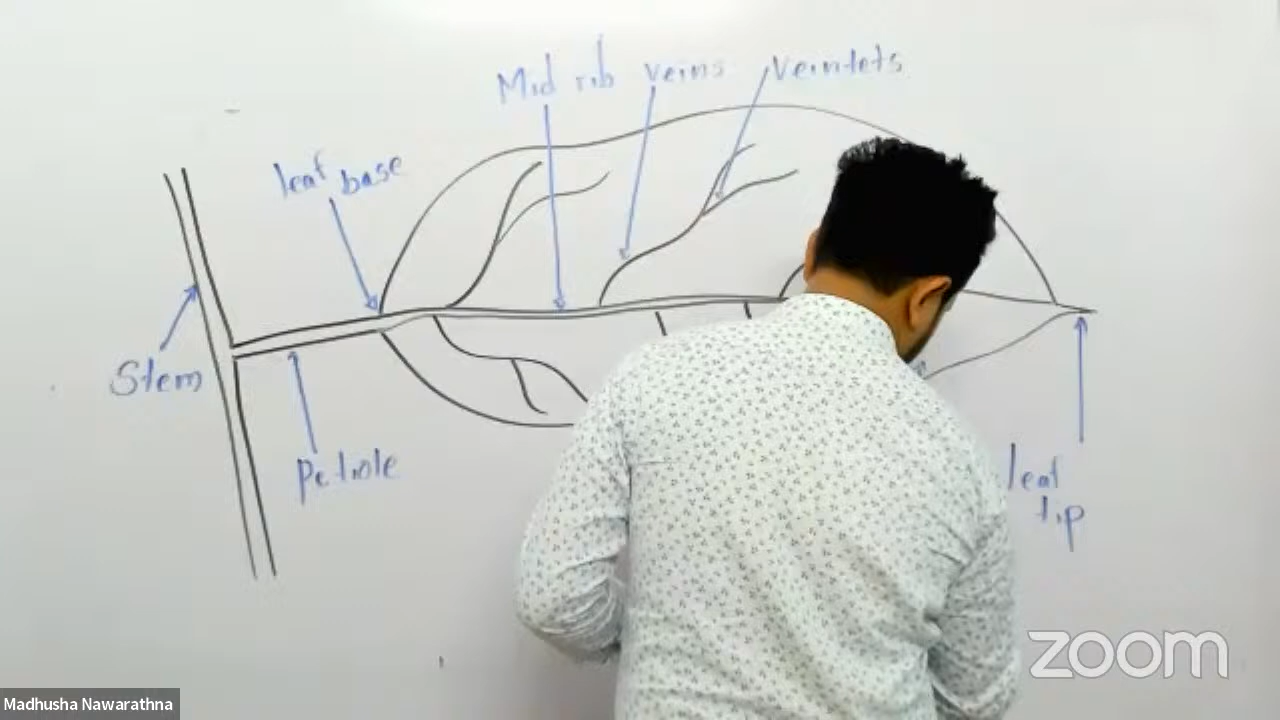 Mid rib
veins
veinlets
leaf
base
Stem
petiole
leaf
tip
zoom
Madhusha Nawarathna